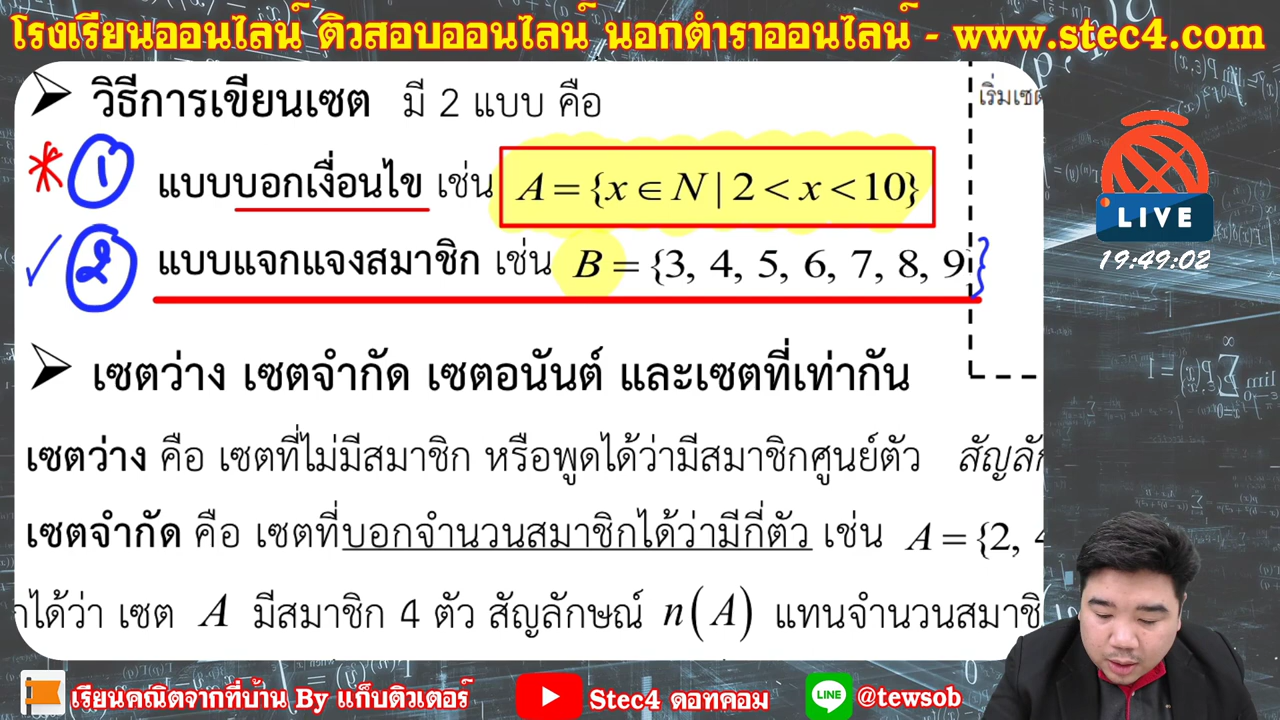 โรงเรียนออนไลน์ ติวสอบออนไลน์ นอกตำราออนไลน์ - www.stec4.com
➢ วิธีการเขียนเซต มี 2 แบบ คือ
เริ่มเซต
* 1 แบบบอกเงื่อนไข เช่น A = {x ∈ N | 2 < x < 10}
LIVE
19:49:02
✓ 2 แบบแจกแจงสมาชิก เช่น B = {3, 4, 5, 6, 7, 8, 9}
➢ เซตว่าง เซตจำกัด เซตอนันต์ และเซตที่เท่ากัน
เซตว่าง คือ เซตที่ไม่มีสมาชิก หรือพูดได้ว่ามีสมาชิกศูนย์ตัว
เซตจำกัด คือ เซตที่บอกจำนวนสมาชิกได้ว่ามีกี่ตัว เช่น A = {2, 4
ได้ว่า เซต A มีสมาชิก 4 ตัว สัญลักษณ์ n(A) แทนจำนวนสมาชิ
เรียนคณิตจากที่บ้าน By แก็บติวเตอร์ Stec4 ดอทคอม LINE @tewsob